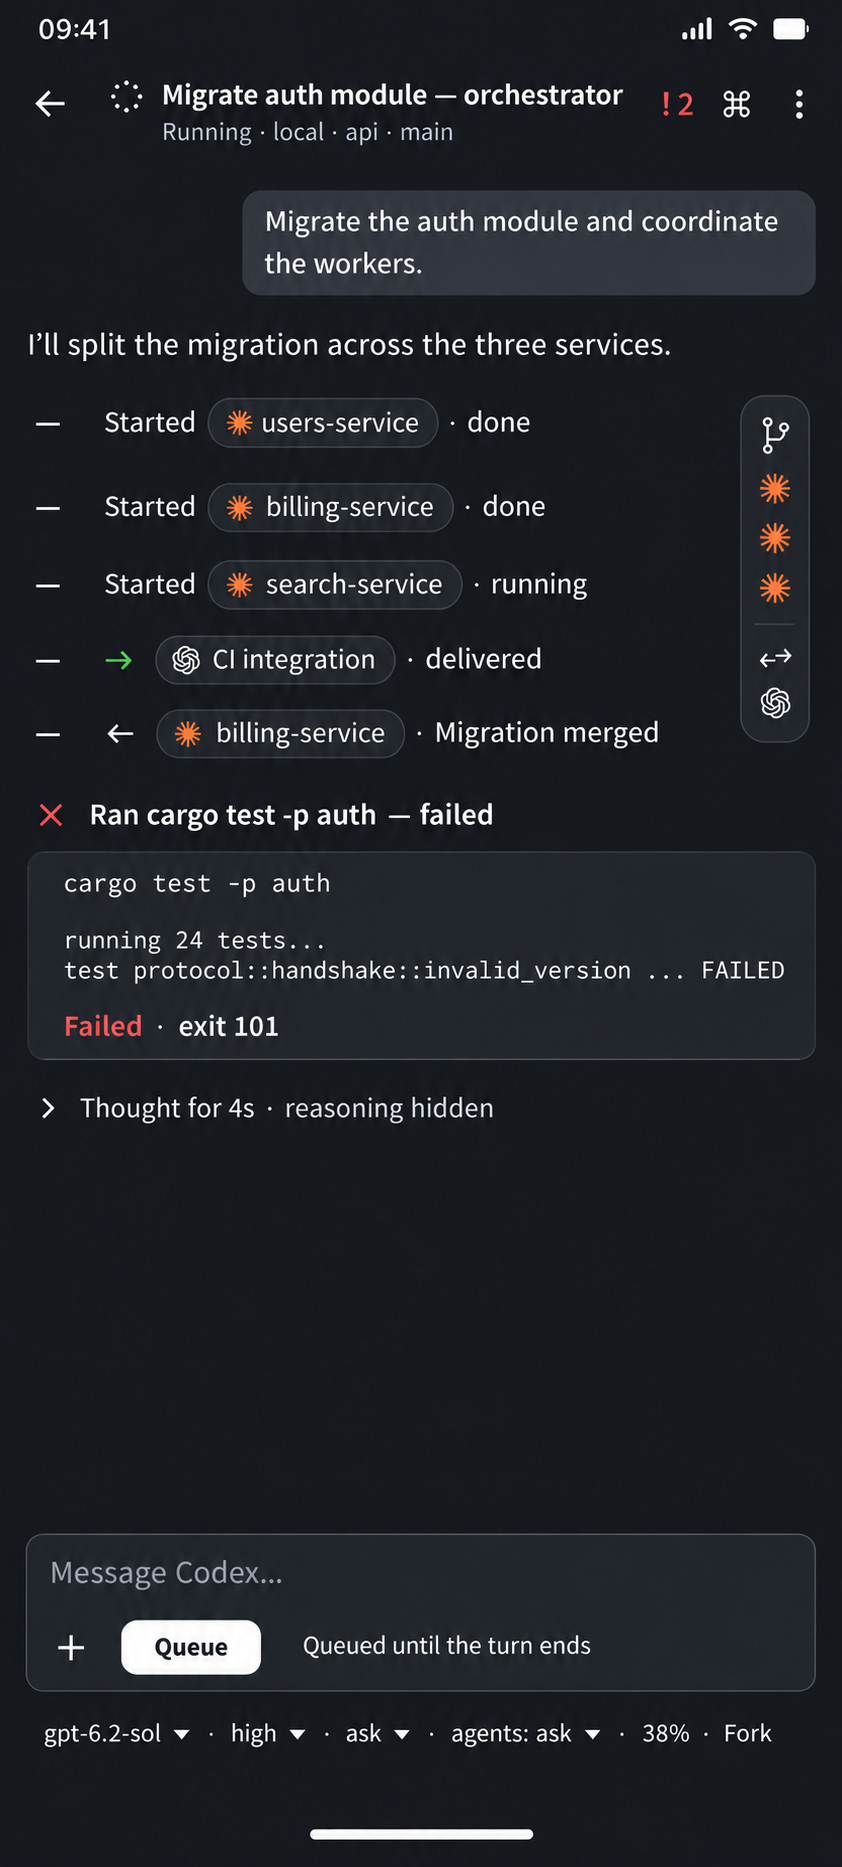 09:41
Migrate auth module — orchestrator
!2
Running · local · api · main
Migrate the auth module and coordinate
the workers.
I’ll split the migration across the three services.
— Started users-service · done
— Started billing-service · done
— Started search-service · running
— → CI integration · delivered
— ← billing-service · Migration merged
Ran cargo test -p auth — failed
cargo test -p auth
running 24 tests...
test protocol::handshake::invalid_version ... FAILED
Failed · exit 101
Thought for 4s · reasoning hidden
Message Codex...
+ Queue Queued until the turn ends
gpt-6.2-sol · high · ask · agents: ask · 38% · Fork